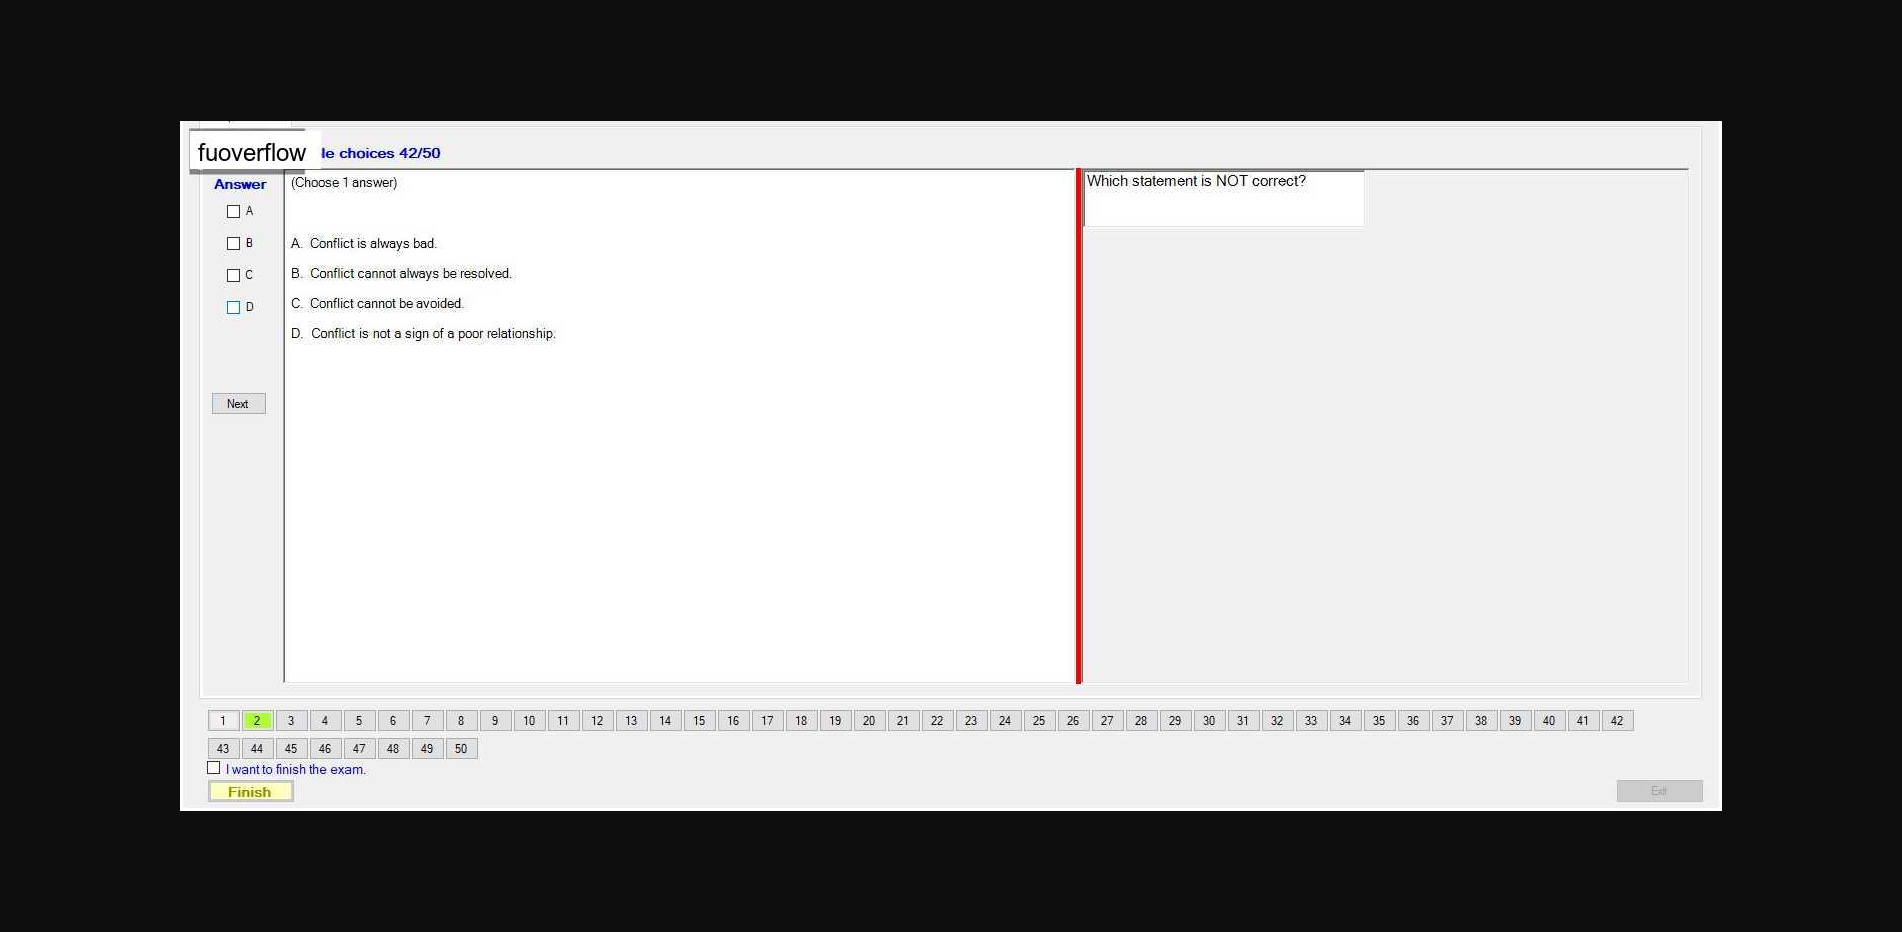 fuoverflow
le choices 42/50
Answer
(Choose 1 answer)
Which statement is NOT correct?
A
B
C
D
A. Conflict is always bad.
B. Conflict cannot always be resolved.
C. Conflict cannot be avoided.
D. Conflict is not a sign of a poor relationship.
Next
1 2 3 4 5 6 7 8 9 10 11 12 13 14 15 16 17 18 19 20 21 22 23 24 25 26 27 28 29 30 31 32 33 34 35 36 37 38 39 40 41 42
43 44 45 46 47 48 49 50
I want to finish the exam.
Finish
Exit